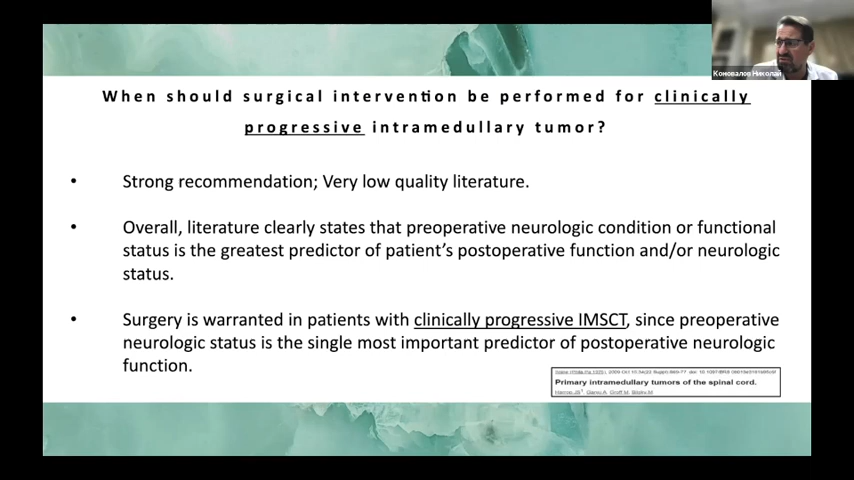 Коновалов Николай
When should surgical intervention be performed for clinically
progressive intramedullary tumor?
• Strong recommendation; Very low quality literature.
• Overall, literature clearly states that preoperative neurologic condition or functional
status is the greatest predictor of patient's postoperative function and/or neurologic
status.
• Surgery is warranted in patients with clinically progressive IMSCT, since preoperative
neurologic status is the single most important predictor of postoperative neurologic
function.
Primary intramedullary tumors of the spinal cord.